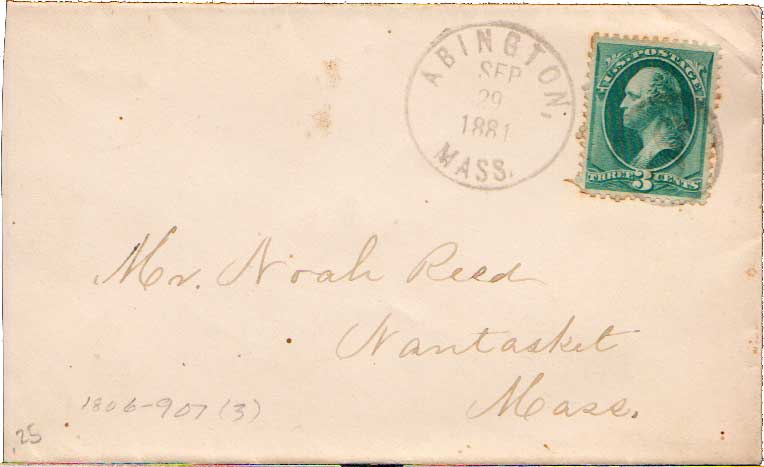 ABINGTON,
SEP
29
1881
MASS.
U.S. POSTAGE
THREE 3 CENTS
Mr. Noah Reed
Nantasket
Mass.
1806-907 (3)
.25